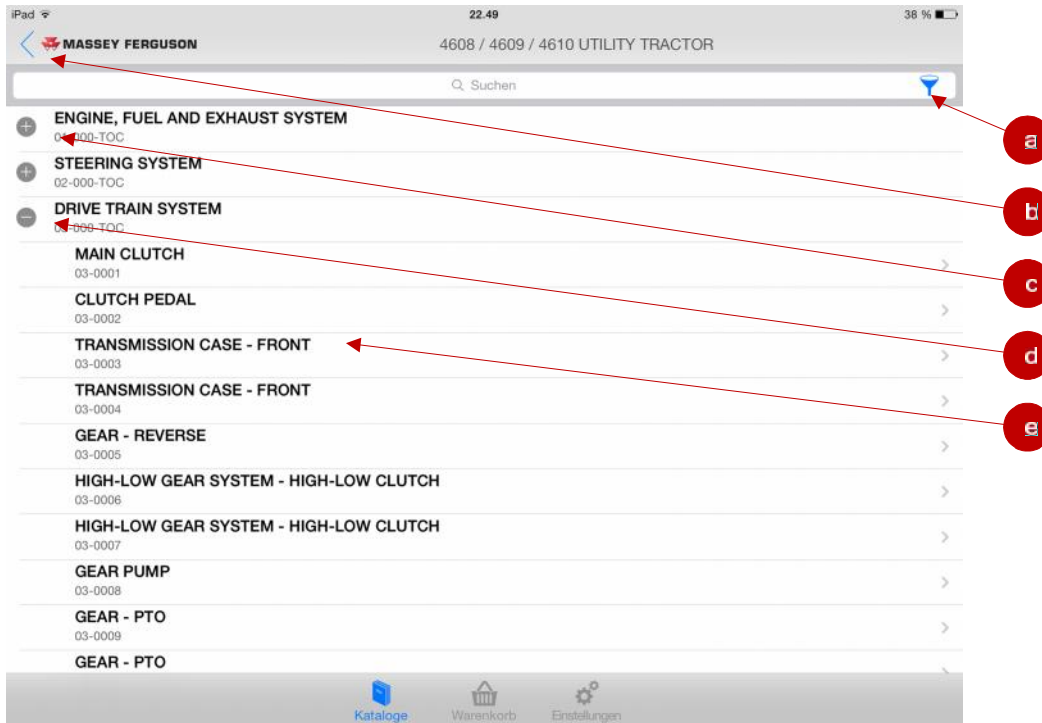 iPad 22.49 38 %
MASSEY FERGUSON 4608 / 4609 / 4610 UTILITY TRACTOR
Suchen
ENGINE, FUEL AND EXHAUST SYSTEM
01-000-TOC
a
STEERING SYSTEM
02-000-TOC
DRIVE TRAIN SYSTEM
b
03-000-TOC
MAIN CLUTCH
03-0001
c
CLUTCH PEDAL
03-0002
TRANSMISSION CASE - FRONT
d
03-0003
TRANSMISSION CASE - FRONT
03-0004
e
GEAR - REVERSE
03-0005
HIGH-LOW GEAR SYSTEM - HIGH-LOW CLUTCH
03-0006
HIGH-LOW GEAR SYSTEM - HIGH-LOW CLUTCH
03-0007
GEAR PUMP
03-0008
GEAR - PTO
03-0009
GEAR - PTO
Kataloge Warenkorb Einstellungen